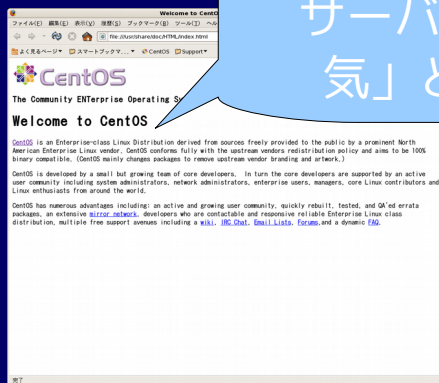 Welcome to CentO
ファイル(F) 編集(E) 表示(V) 履歴(S) ブックマーク(B) ツール(T) ヘル
file:///usr/share/doc/HTML/index.html
よく見るページ▾ スマートブックマ...▾ CentOS Support▾
サーバ
気」と
CentOS
The Community ENTerprise Operating Sy
Welcome to CentOS
CentOS is an Enterprise-class Linux Distribution derived from sources freely provided to the public by a prominent North
American Enterprise Linux vendor. CentOS conforms fully with the upstream vendors redistribution policy and aims to be 100%
binary compatible. (CentOS mainly changes packages to remove upstream vendor branding and artwork.)
CentOS is developed by a small but growing team of core developers. In turn the core developers are supported by an active
user community including system administrators, network administrators, enterprise users, managers, core Linux contributors and
Linux enthusiasts from around the world.
CentOS has numerous advantages including: an active and growing user community, quickly rebuilt, tested, and QA'ed errata
packages, an extensive mirror network, developers who are contactable and responsive reliable Enterprise Linux class
distribution, multiple free support avenues including a wiki, IRC Chat, Email Lists, Forums,and a dynamic FAQ.
完了